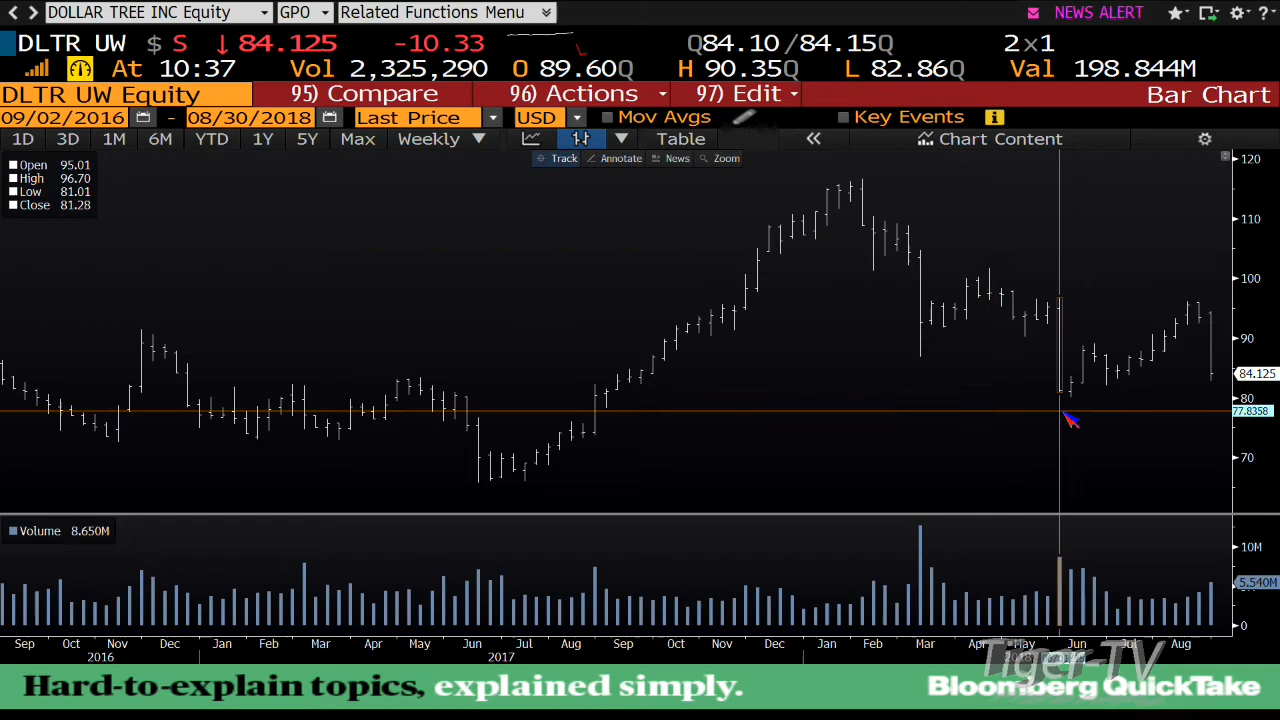 DOLLAR TREE INC Equity GPO Related Functions Menu NEWS ALERT ?
DLTR UW $ S ↓ 84.125 -10.33 Q84.10 / 84.15Q 2 x 1
At 10:37 Vol 2,325,290 O 89.60Q H 90.35Q L 82.86Q Val 198.844M
DLTR UW Equity 95) Compare 96) Actions 97) Edit Bar Chart
09/02/2016 - 08/30/2018 Last Price USD Mov Avgs Key Events i
1D 3D 1M 6M YTD 1Y 5Y Max Weekly Table « Chart Content
Track Annotate News Zoom
Open 95.01
High 96.70
Low 81.01
Close 81.28
120
110
100
90
84.125
80
77.8358
70
Volume 8.650M
10M
5.540M
0
Sep Oct Nov Dec Jan Feb Mar Apr May Jun Jul Aug Sep Oct Nov Dec Jan Feb Mar Apr May Jun Jul Aug
2016 2017 2018
Tiger-TV
Hard-to-explain topics, explained simply. Bloomberg QuickTake